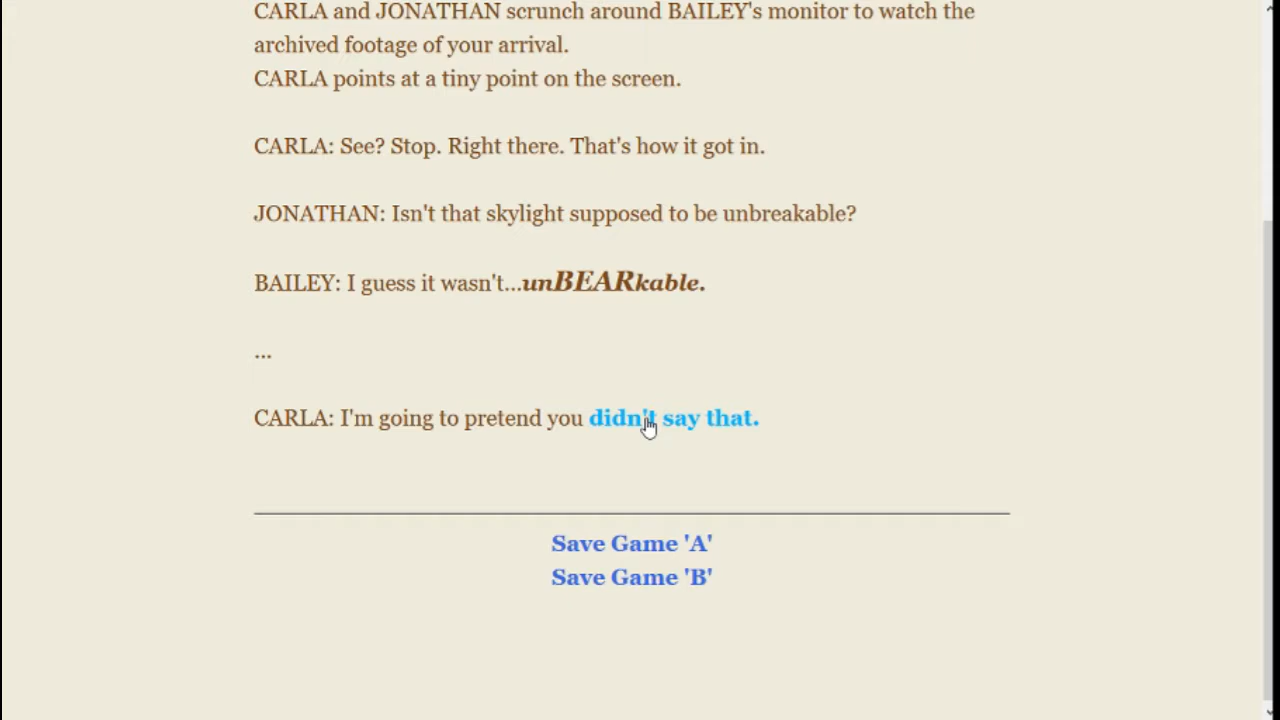 CARLA and JONATHAN scrunch around BAILEY's monitor to watch the
archived footage of your arrival.
CARLA points at a tiny point on the screen.
CARLA: See? Stop. Right there. That's how it got in.
JONATHAN: Isn't that skylight supposed to be unbreakable?
BAILEY: I guess it wasn't...unBEARkable.
...
CARLA: I'm going to pretend you didn't say that.
Save Game 'A'
Save Game 'B'